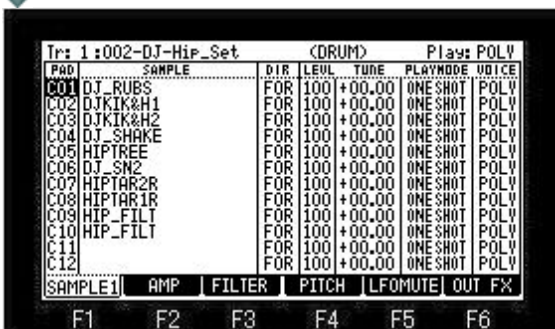 Tr: 1:002-DJ-Hip_Set (DRUM) Play: POLY
PAD SAMPLE DIR LEVL TUNE PLAYMODE VOICE
C01 DJ_RUBS FOR 100 +00.00 ONESHOT POLY
C02 DJKIK&H1 FOR 100 +00.00 ONESHOT POLY
C03 DJKIK&H2 FOR 100 +00.00 ONESHOT POLY
C04 DJ_SHAKE FOR 100 +00.00 ONESHOT POLY
C05 HIPTREE FOR 100 +00.00 ONESHOT POLY
C06 DJ_SN2 FOR 100 +00.00 ONESHOT POLY
C07 HIPTAR2R FOR 100 +00.00 ONESHOT POLY
C08 HIPTAR1R FOR 100 +00.00 ONESHOT POLY
C09 HIP_FILT FOR 100 +00.00 ONESHOT POLY
C10 HIP_FILT FOR 100 +00.00 ONESHOT POLY
C11 FOR 100 +00.00 ONESHOT POLY
C12 FOR 100 +00.00 ONESHOT POLY
SAMPLE1 AMP FILTER PITCH LFOMUTE OUT FX
F1 F2 F3 F4 F5 F6